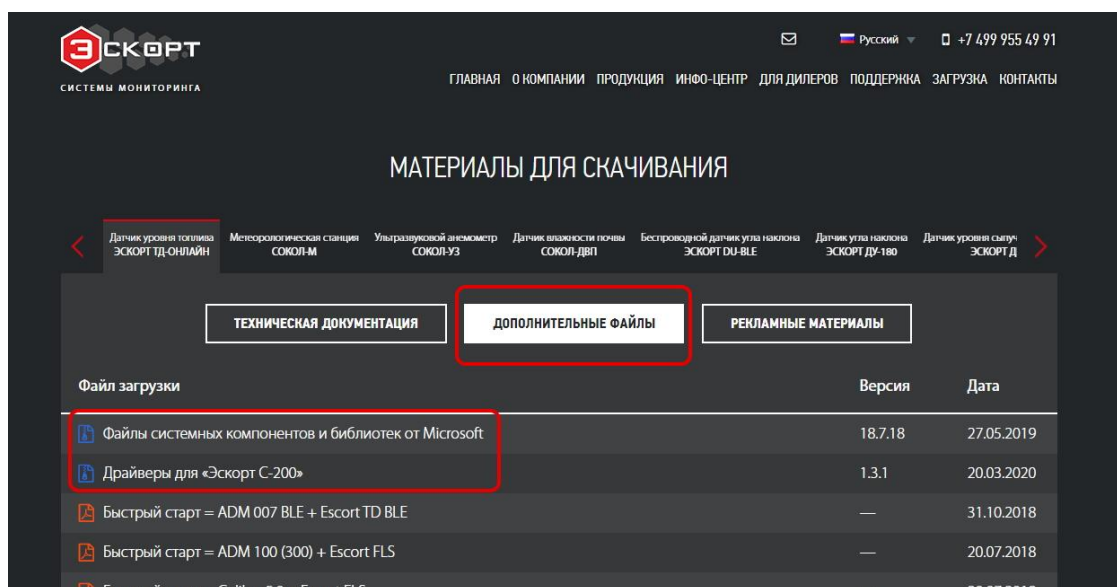 ЭСКОРТ
СИСТЕМЫ МОНИТОРИНГА
Русский
+7 499 955 49 91
ГЛАВНАЯ О КОМПАНИИ ПРОДУКЦИЯ ИНФО-ЦЕНТР ДЛЯ ДИЛЕРОВ ПОДДЕРЖКА ЗАГРУЗКА КОНТАКТЫ
МАТЕРИАЛЫ ДЛЯ СКАЧИВАНИЯ
Датчик уровня топлива
ЭСКОРТ ТД-ОНЛАЙН
Метеорологическая станция
СОКОЛ-М
Ультразвуковой анемометр
СОКОЛ-УЗ
Датчик влажности почвы
СОКОЛ-ДВП
Беспроводной датчик угла наклона
ЭСКОРТ DU-BLE
Датчик угла наклона
ЭСКОРТ ДУ-180
Датчик уровня сыпуч
ЭСКОРТ Д
ТЕХНИЧЕСКАЯ ДОКУМЕНТАЦИЯ
ДОПОЛНИТЕЛЬНЫЕ ФАЙЛЫ
РЕКЛАМНЫЕ МАТЕРИАЛЫ
Файл загрузки Версия Дата
Файлы системных компонентов и библиотек от Microsoft 18.7.18 27.05.2019
Драйверы для «Эскорт С-200» 1.3.1 20.03.2020
Быстрый старт = ADM 007 BLE + Escort TD BLE — 31.10.2018
Быстрый старт = ADM 100 (300) + Escort FLS — 20.07.2018